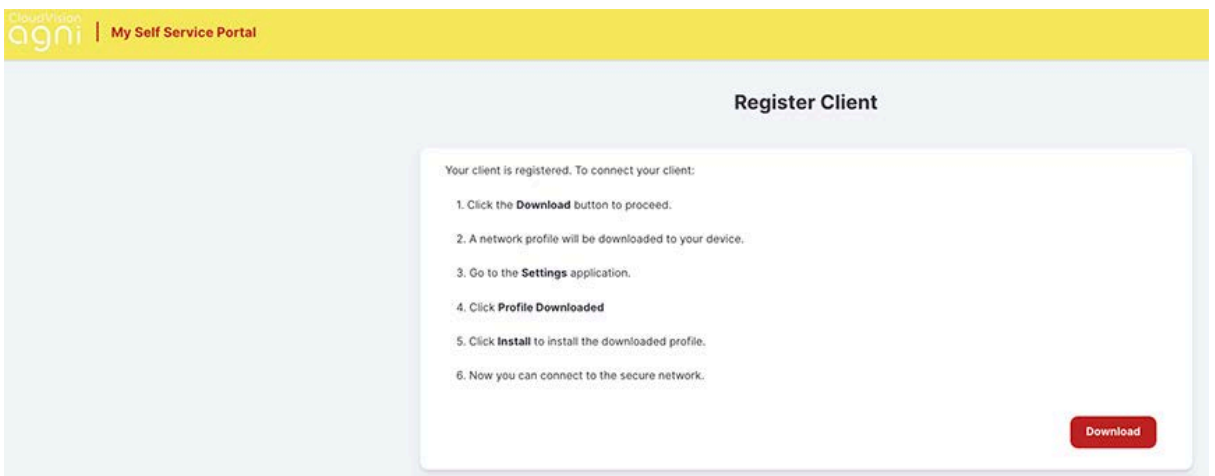 CloudVision
agni | My Self Service Portal
Register Client
Your client is registered. To connect your client:
1. Click the Download button to proceed.
2. A network profile will be downloaded to your device.
3. Go to the Settings application.
4. Click Profile Downloaded
5. Click Install to install the downloaded profile.
6. Now you can connect to the secure network.
Download